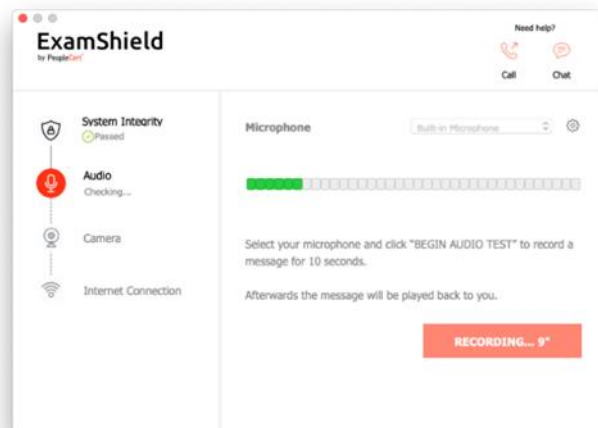 Need help?
ExamShield
by PeopleCert
Call
Chat
System Integrity
Passed
Audio
Checking...
Camera
Internet Connection
Microphone
Built-in Microphone
Select your microphone and click "BEGIN AUDIO TEST" to record a
message for 10 seconds.
Afterwards the message will be played back to you.
RECORDING... 9"